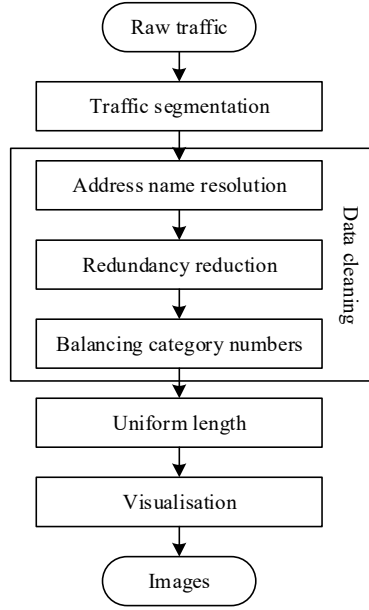 Raw traffic
Traffic segmentation
Address name resolution
Redundancy reduction
Balancing category numbers
Data cleaning
Uniform length
Visualisation
Images